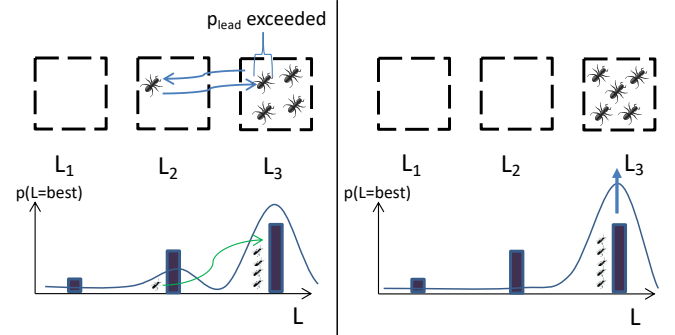 p_lead exceeded
L₁
L₂
L₃
p(L=best)
L
L₁
L₂
L₃
p(L=best)
L